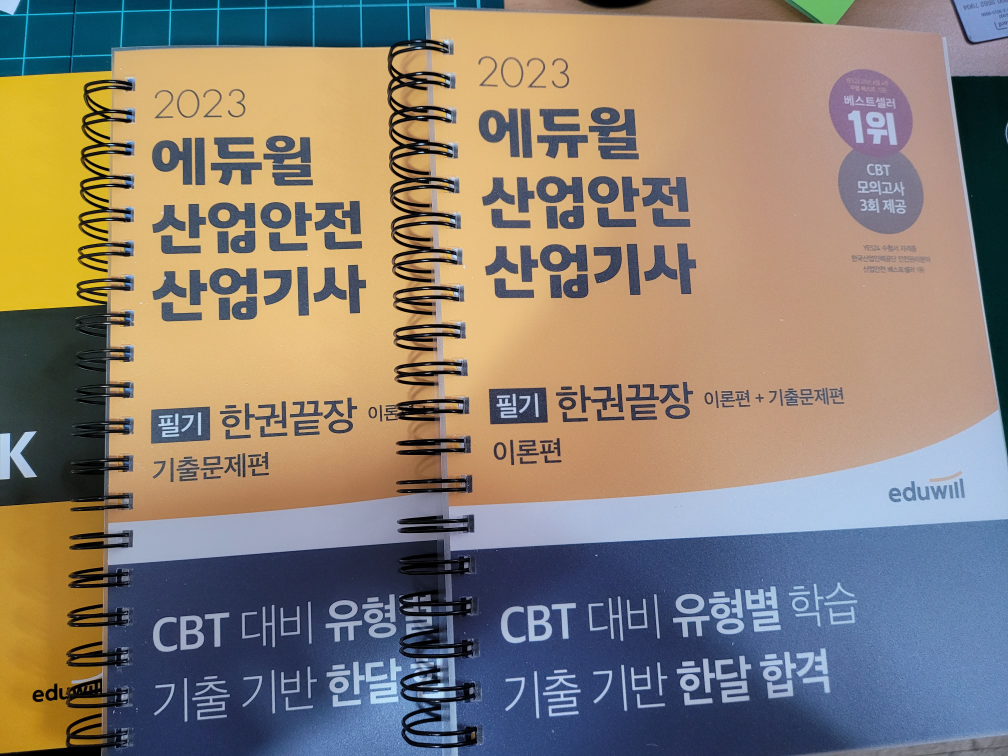 2023
에듀윌
산업안전
산업기사
필기 한권끝장 이론
기출문제편
CBT 대비 유형별
기출 기반 한달
2023
에듀윌
산업안전
산업기사
필기 한권끝장 이론편 + 기출문제편
이론편
eduwill
CBT 대비 유형별 학습
기출 기반 한달 합격
베스트셀러
1위
CBT
모의고사
3회 제공
K
eduwill